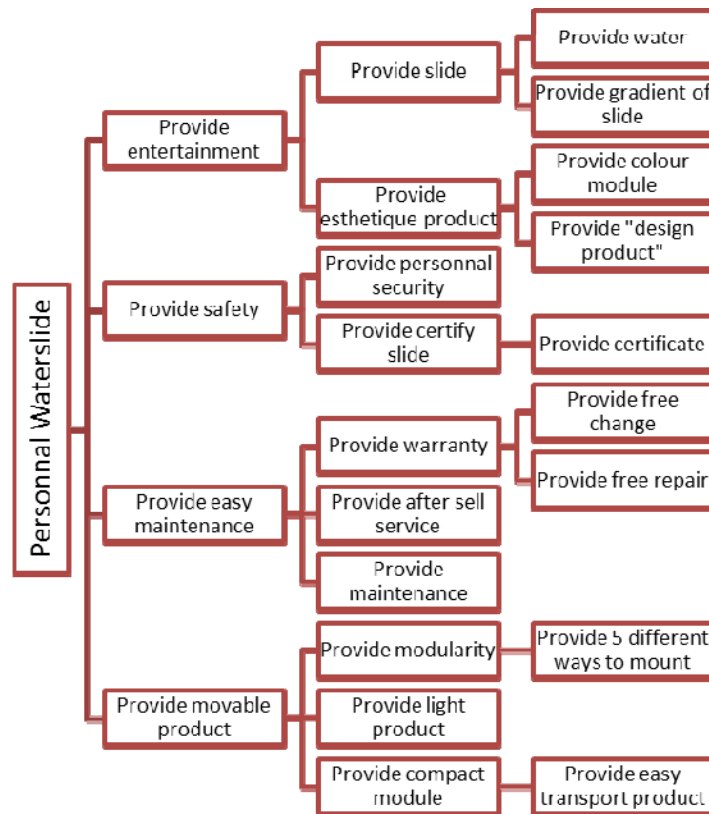 Personnal Waterslide
Provide
entertainment
Provide slide
Provide water
Provide gradient of
slide
Provide
esthetique product
Provide colour
module
Provide "design
product"
Provide safety
Provide personnal
security
Provide certify
slide
Provide certificate
Provide easy
maintenance
Provide warranty
Provide free
change
Provide free repair
Provide after sell
service
Provide
maintenance
Provide movable
product
Provide modularity
Provide 5 different
ways to mount
Provide light
product
Provide compact
module
Provide easy
transport product